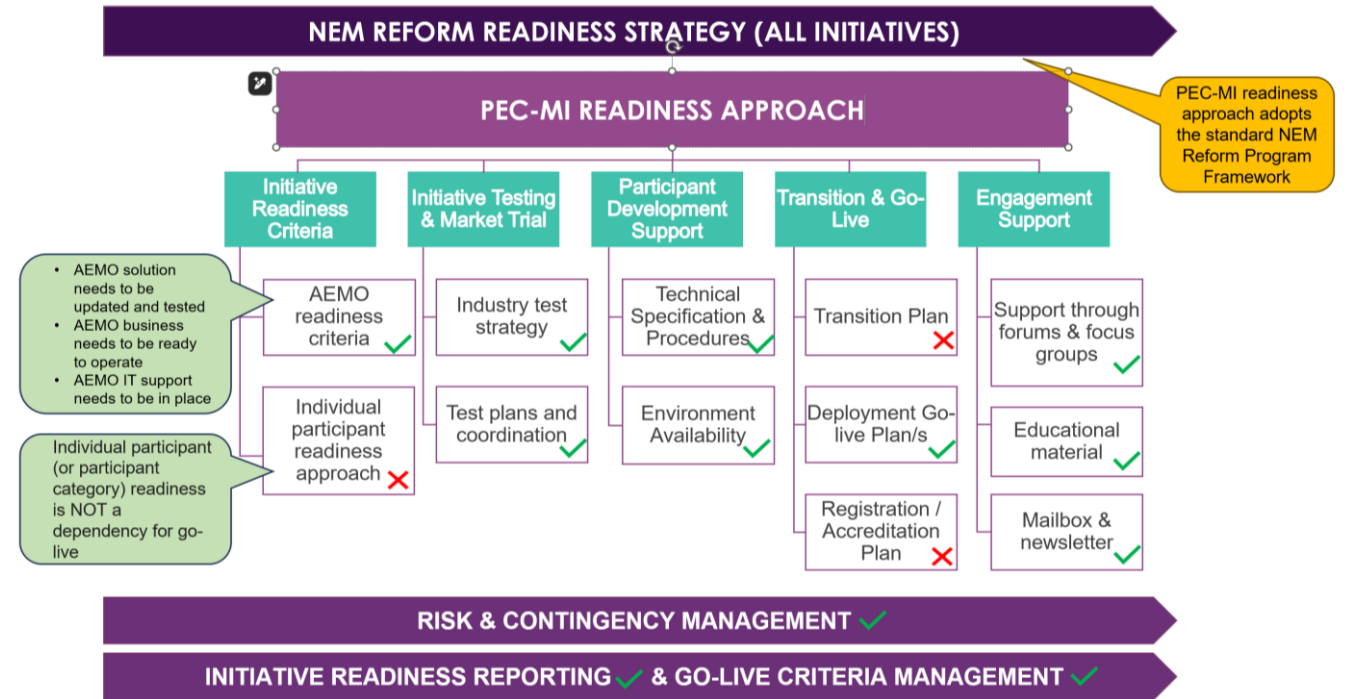 NEM REFORM READINESS STRATEGY (ALL INITIATIVES)
PEC-MI READINESS APPROACH
PEC-MI readiness
approach adopts
the standard NEM
Reform Program
Framework
Initiative
Readiness
Criteria
Initiative Testing
& Market Trial
Participant
Development
Support
Transition & Go-
Live
Engagement
Support
• AEMO solution
needs to be
updated and tested
• AEMO business
needs to be ready
to operate
• AEMO IT support
needs to be in place
AEMO
readiness
criteria
Industry test
strategy
Technical
Specification &
Procedures
Transition Plan
Support through
forums & focus
groups
Individual participant
(or participant
category) readiness
is NOT a
dependency for go-
live
Individual
participant
readiness
approach
Test plans and
coordination
Environment
Availability
Deployment Go-
live Plan/s
Educational
material
Registration /
Accreditation
Plan
Mailbox &
newsletter
RISK & CONTINGENCY MANAGEMENT
INITIATIVE READINESS REPORTING & GO-LIVE CRITERIA MANAGEMENT